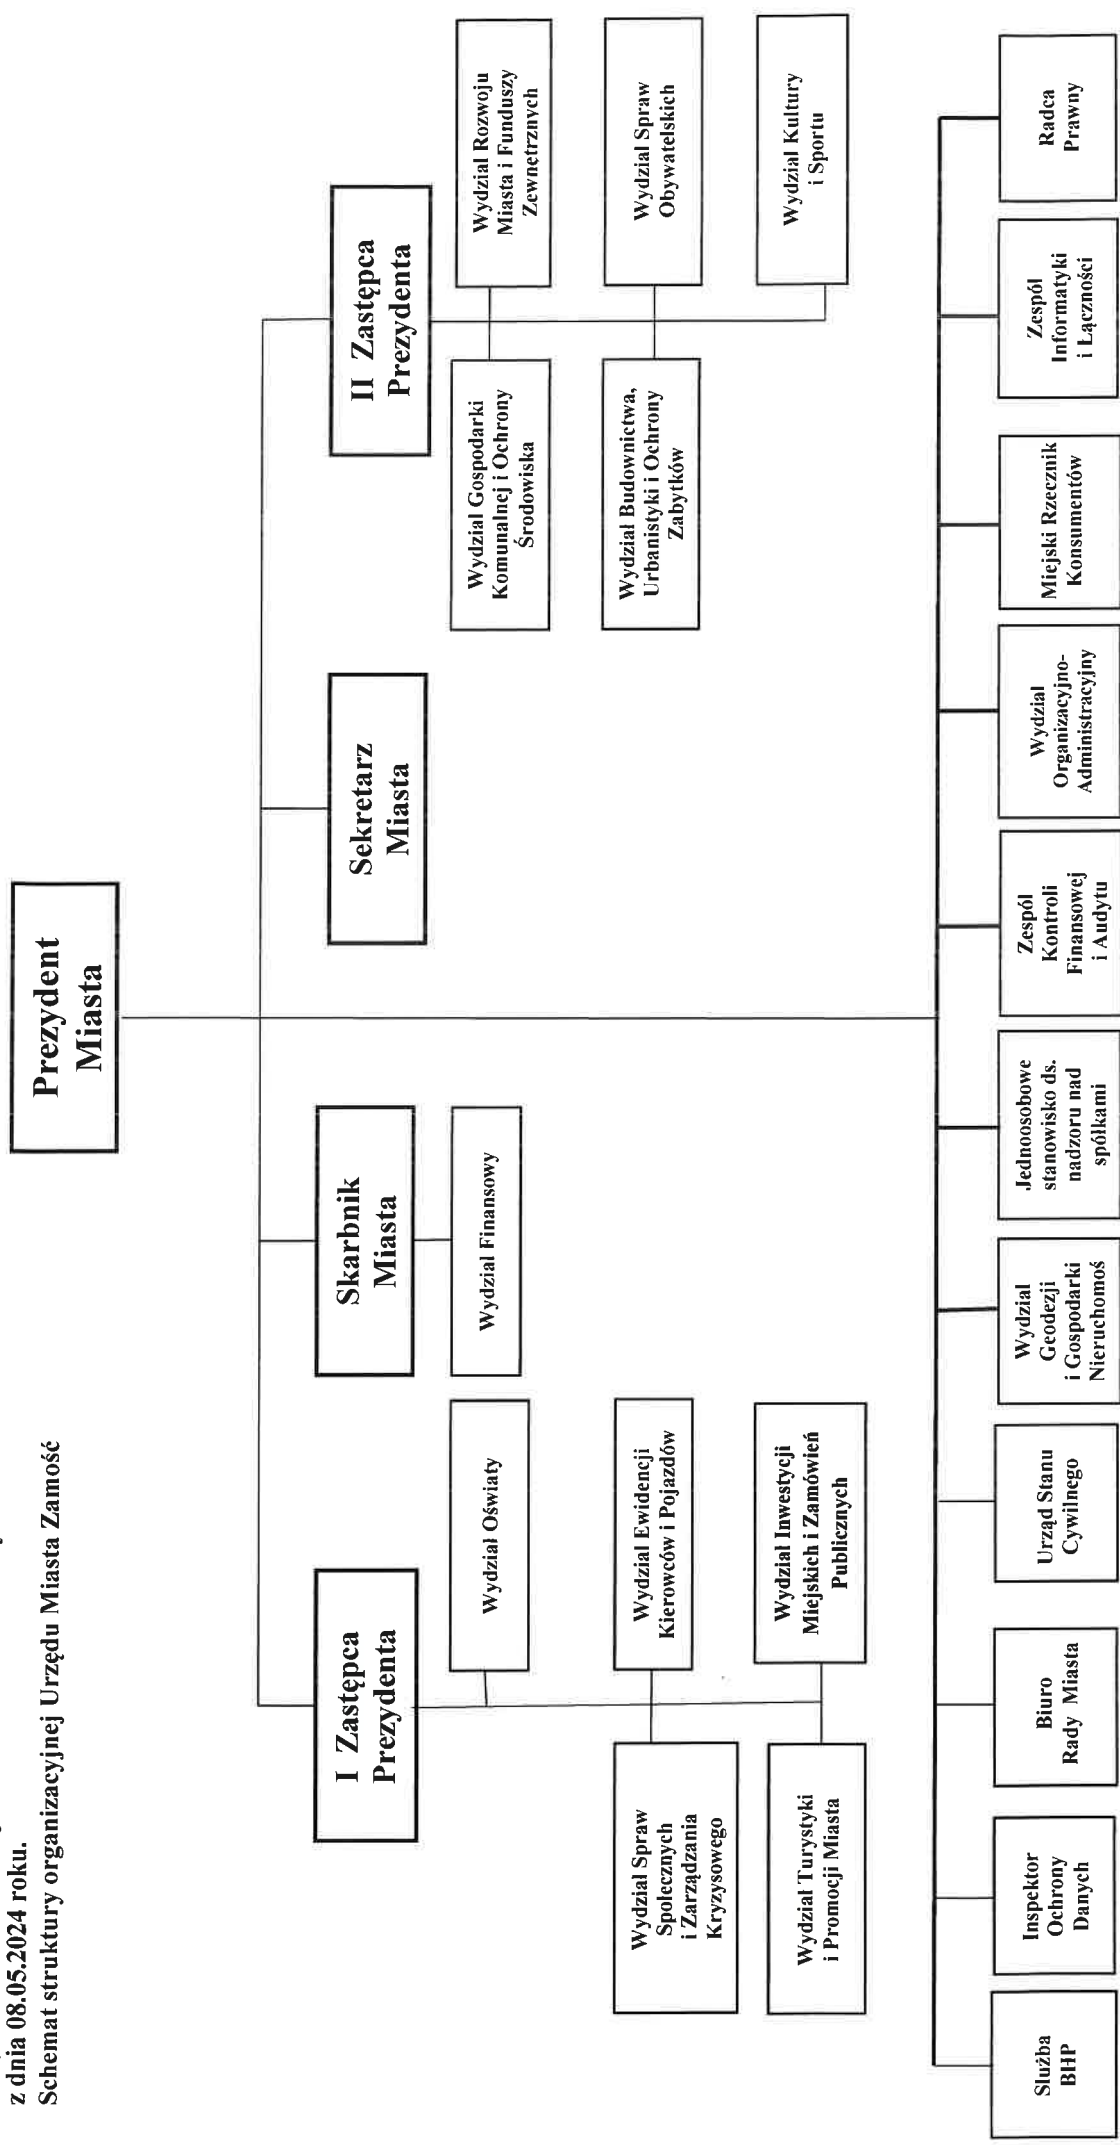 z dnia 08.05.2024 roku.
Schemat struktury organizacyjnej Urzędu Miasta Zamość
Prezydent
Miasta
I Zastępca
Prezydenta
Skarbnik
Miasta
Sekretarz
Miasta
II Zastępca
Prezydenta
Wydział Oświaty
Wydział Finansowy
Wydział Gospodarki
Komunalnej i Ochrony
Środowiska
Wydział Rozwoju
Miasta i Funduszy
Zewnętrznych
Wydział Spraw
Społecznych
i Zarządzania
Kryzysowego
Wydział Ewidencji
Kierowców i Pojazdów
Wydział Budownictwa,
Urbanistyki i Ochrony
Zabytków
Wydział Spraw
Obywatelskich
Wydział Turystyki
i Promocji Miasta
Wydział Inwestycji
Miejskich i Zamówień
Publicznych
Wydział Kultury
i Sportu
Służba
BHP
Inspektor
Ochrony
Danych
Biuro
Rady Miasta
Urząd Stanu
Cywilnego
Wydział
Geodezji
i Gospodarki
Nieruchomoś
Jednoosobowe
stanowisko ds.
nadzoru nad
spółkami
Zespół
Kontroli
Finansowej
i Audytu
Wydział
Organizacyjno-
Administracyjny
Miejski Rzecznik
Konsumentów
Zespół
Informatyki
i Łączności
Radca
Prawny